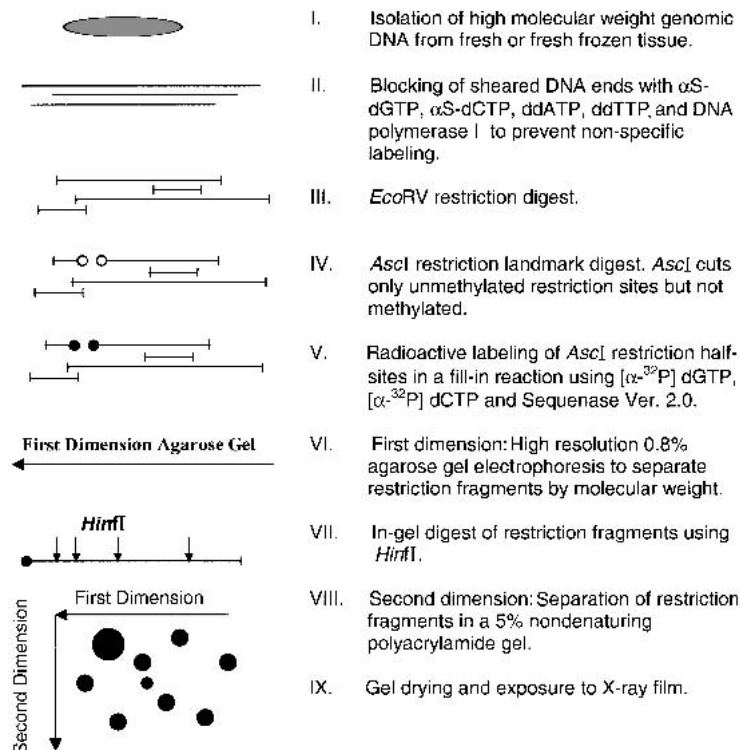 I. Isolation of high molecular weight genomic
DNA from fresh or fresh frozen tissue.
II. Blocking of sheared DNA ends with αS-
dGTP, αS-dCTP, ddATP, ddTTP, and DNA
polymerase I to prevent non-specific
labeling.
III. EcoRV restriction digest.
IV. AscI restriction landmark digest. AscI cuts
only unmethylated restriction sites but not
methylated.
V. Radioactive labeling of AscI restriction half-
sites in a fill-in reaction using [α-³²P] dGTP,
[α-³²P] dCTP and Sequenase Ver. 2.0.
First Dimension Agarose Gel
VI. First dimension: High resolution 0.8%
agarose gel electrophoresis to separate
restriction fragments by molecular weight.
HinfI
VII. In-gel digest of restriction fragments using
HinfI.
First Dimension
Second Dimension
VIII. Second dimension: Separation of restriction
fragments in a 5% nondenaturing
polyacrylamide gel.
IX. Gel drying and exposure to X-ray film.